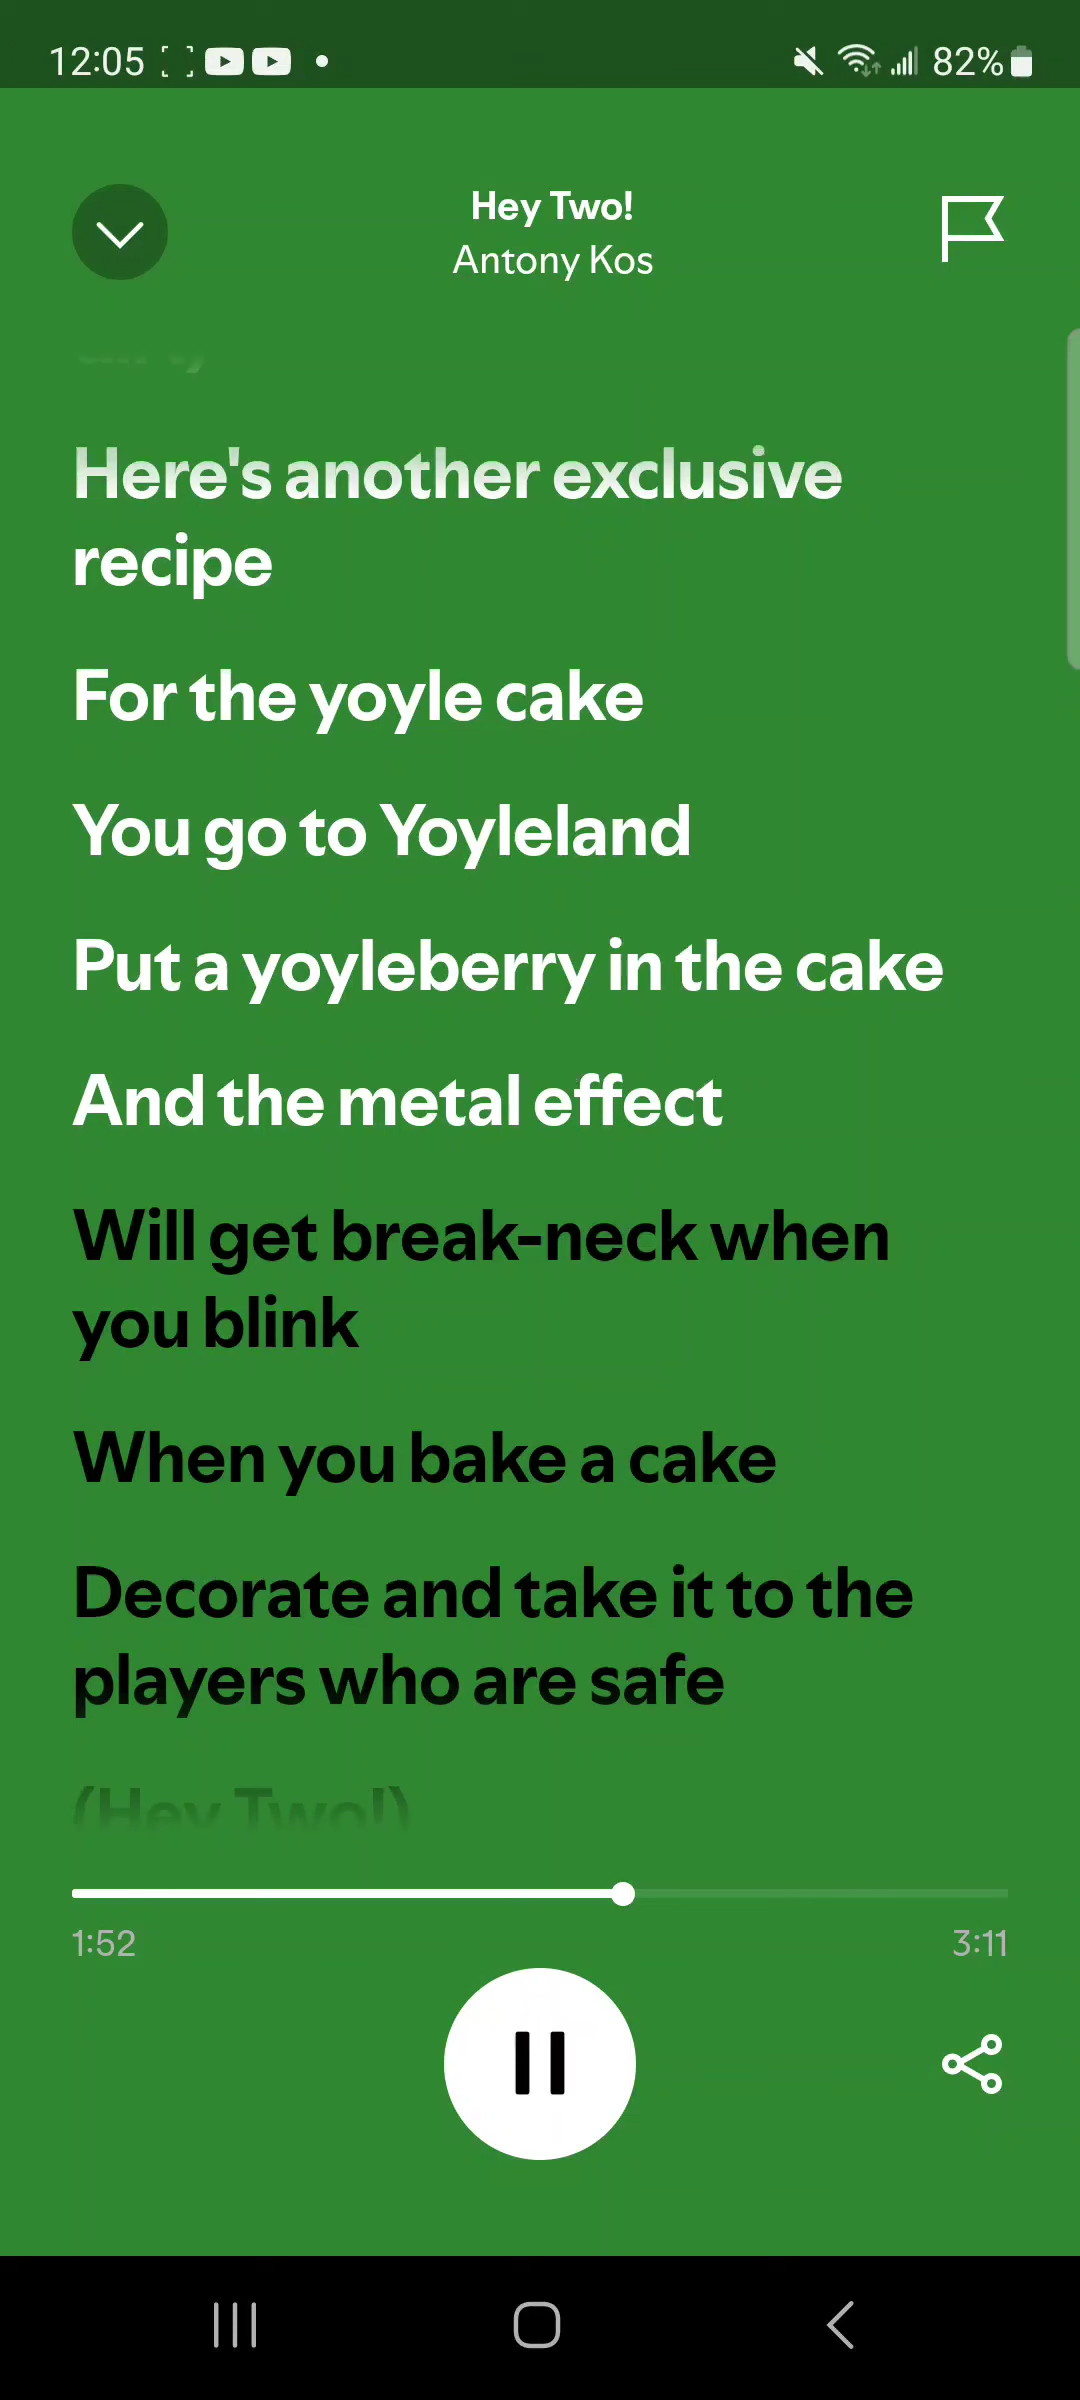 12:05
82%
Hey Two!
Antony Kos
Here's another exclusive
recipe
For the yoyle cake
You go to Yoyleland
Put a yoyleberry in the cake
And the metal effect
Will get break-neck when
you blink
When you bake a cake
Decorate and take it to the
players who are safe
(Hey Two!)
1:52
3:11